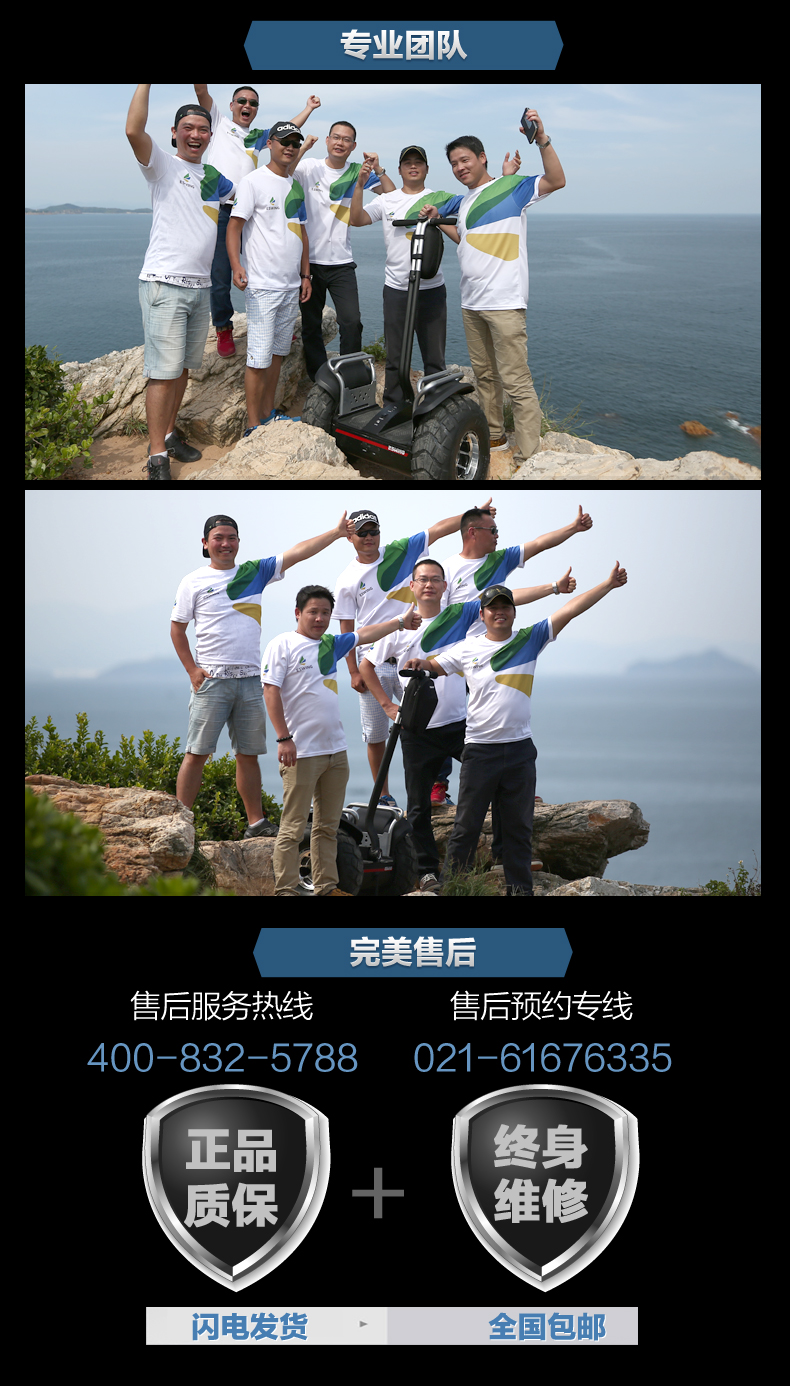 专业团队
adidas
adidas
完美售后
售后服务热线
售后预约专线
400-832-5788
021-61676335
正品
质保
终身
维修
闪电发货
全国包邮